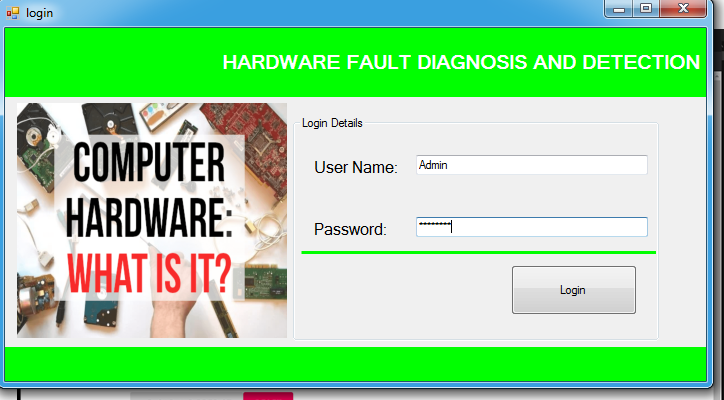 login
HARDWARE FAULT DIAGNOSIS AND DETECTION
COMPUTER
HARDWARE:
WHAT IS IT?
Login Details
User Name: Admin
Password: ********
Login